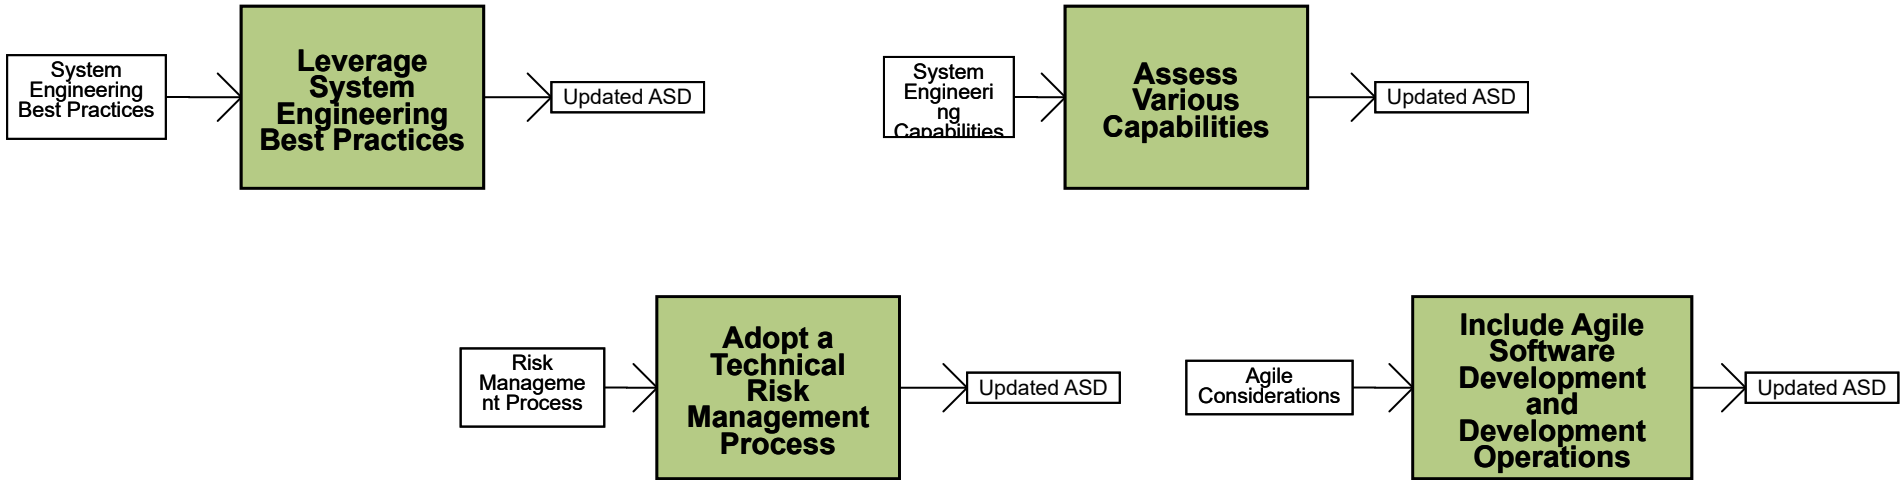 System
Engineering
Best Practices
Leverage
System
Engineering
Best Practices
Updated ASD
System
Engineeri
ng
Capabilities
Assess
Various
Capabilities
Updated ASD
Risk
Manageme
nt Process
Adopt a
Technical
Risk
Management
Process
Updated ASD
Agile
Considerations
Include Agile
Software
Development
and
Development
Operations
Updated ASD